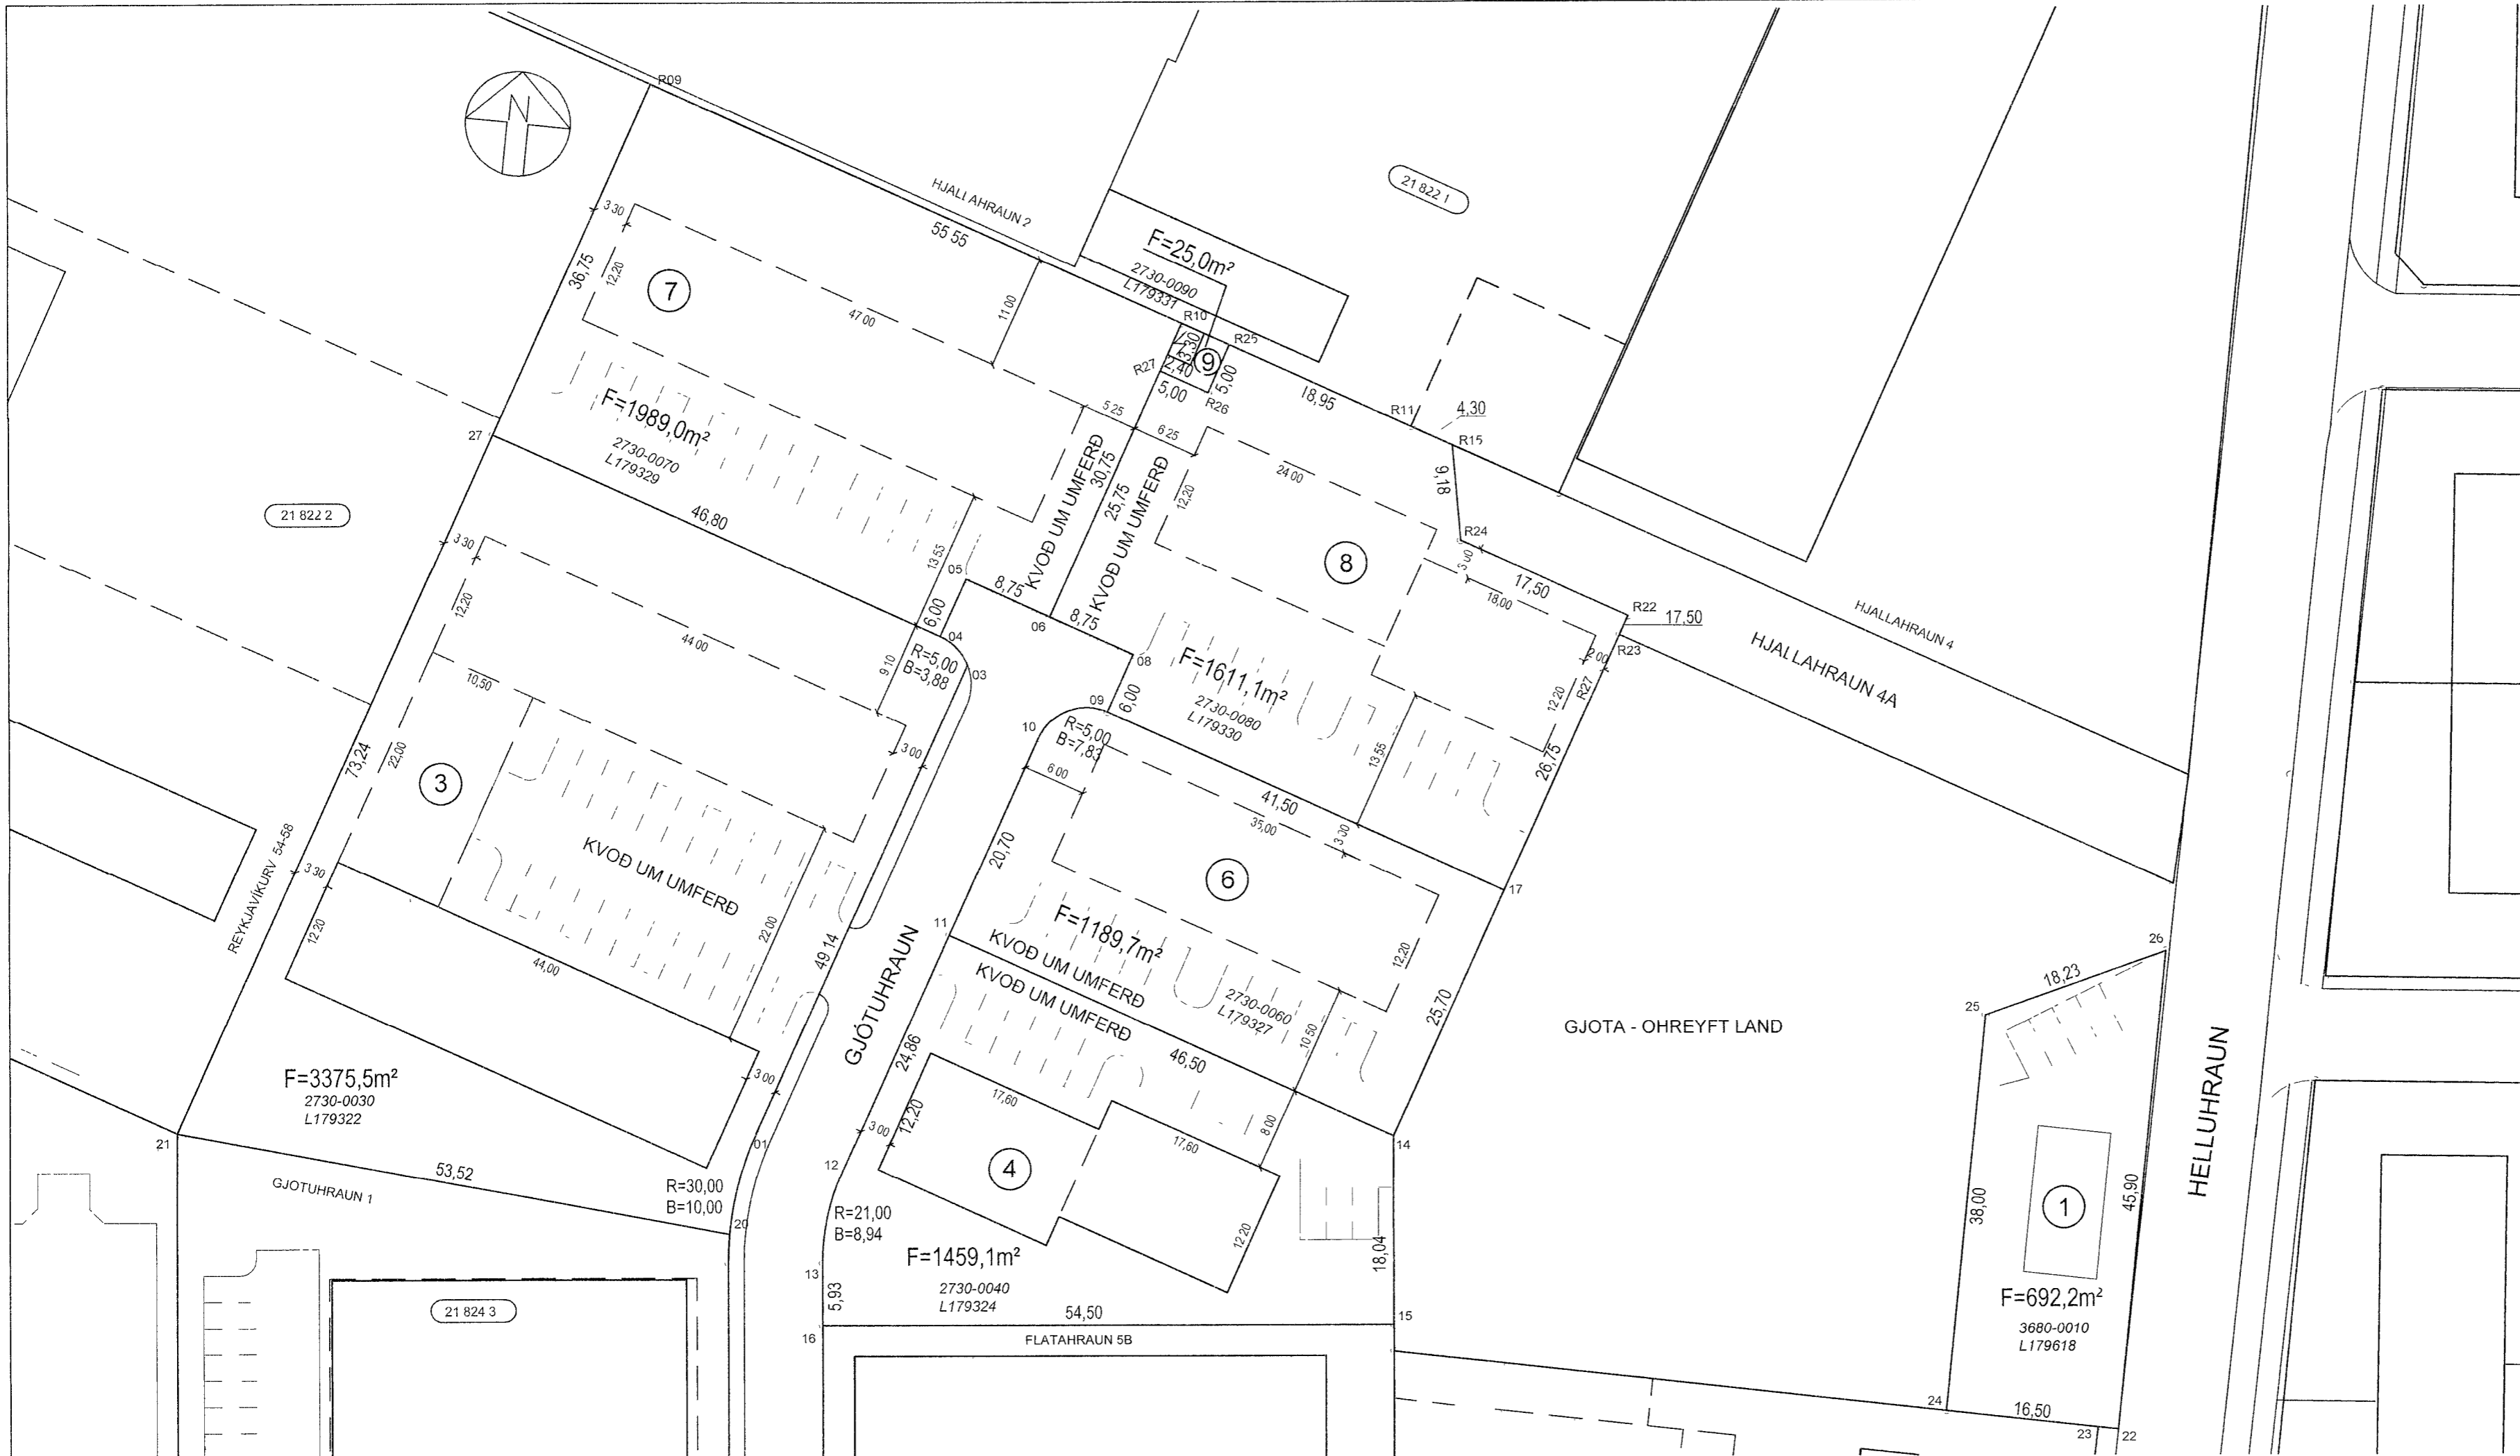 R09
N
HJALLAHRAUN 2
21 822 1
55 55
3 30
36,75
12,20
7
47 00
11 00
F=25,0m²
2730-0090
L179331
R10
R25
3,30
9
R27
2,40
5,00
5,00
R26
18,95
R11
4,30
R15
9,18
R24
3 00
17,50
18,00
R22
17,50
R23
2 00
R27
12,20
26,75
HJALLAHRAUN 4
HJALLAHRAUN 4A
F=1989,0m²
2730-0070
L179329
27
46,80
5 25
6 25
KVOÐ UM UMFERÐ
30,75
25,75
KVOÐ UM UMFERÐ
24 00
12,20
8
21 822 2
3 30
12,20
44 00
13 55
05
8,75
6,00
04
06
8,75
08
R=5,00
B=3,88
03
9 10
09
6,00
F=1611,1m²
2730-0080
L179330
10
R=5,00
B=7,83
6 00
13,55
10,50
22,00
73,24
3
3 00
41,50
35,00
3 30
20,70
6
17
KVOÐ UM UMFERÐ
REYKJAVÍKURV 54-58
3 30
12,20
44,00
22 00
49 14
GJÓTUHRAUN
11
F=1189,7m²
KVOÐ UM UMFERÐ
KVOÐ UM UMFERÐ
2730-0060
L179327
12,20
10 50
25,70
46,50
24,86
GJOTA - OHREYFT LAND
26
18,23
25
HELLUHRAUN
F=3375,5m²
2730-0030
L179322
3 00
01
21
53,52
GJOTUHRAUN 1
R=30,00
B=10,00
20
3 00
12,20
17,60
17,60
8 00
12
4
14
R=21,00
B=8,94
12 20
18,04
F=1459,1m²
2730-0040
L179324
13
5,93
54,50
15
16
FLATAHRAUN 5B
21 824 3
38,00
1
45,90
F=692,2m²
3680-0010
L179618
24
16,50
23
22